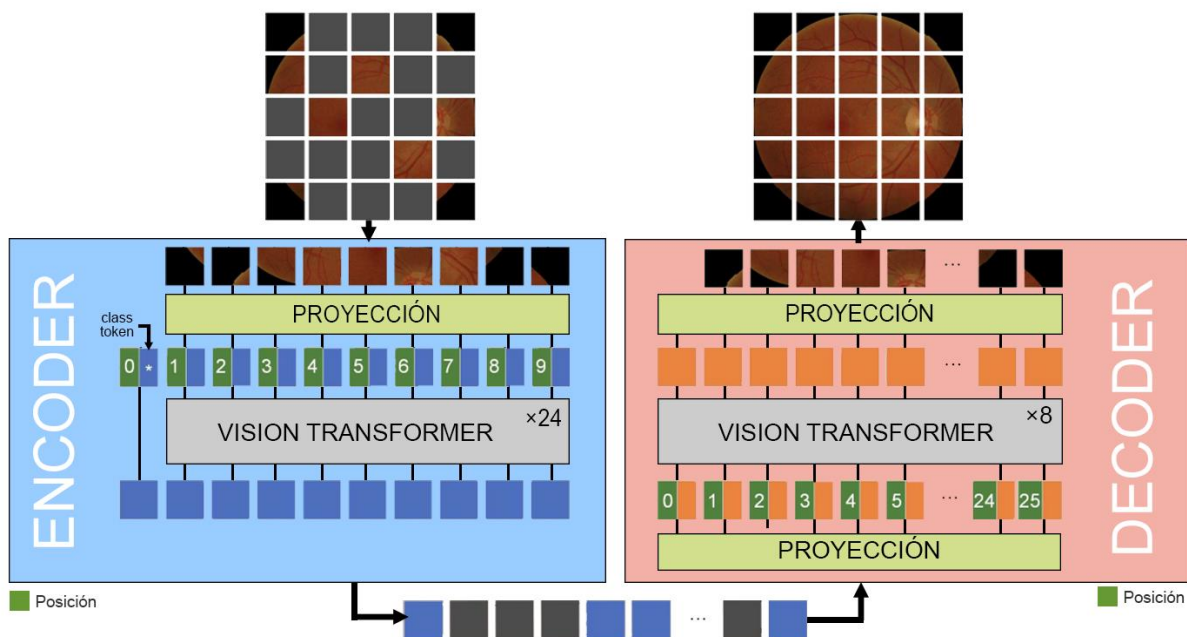 ENCODER
PROYECCIÓN
class
token
0 * 1 2 3 4 5 6 7 8 9
VISION TRANSFORMER ×24
Posición
...
PROYECCIÓN
...
VISION TRANSFORMER ×8
0 1 2 3 4 5 ... 24 25
PROYECCIÓN
DECODER
Posición
...